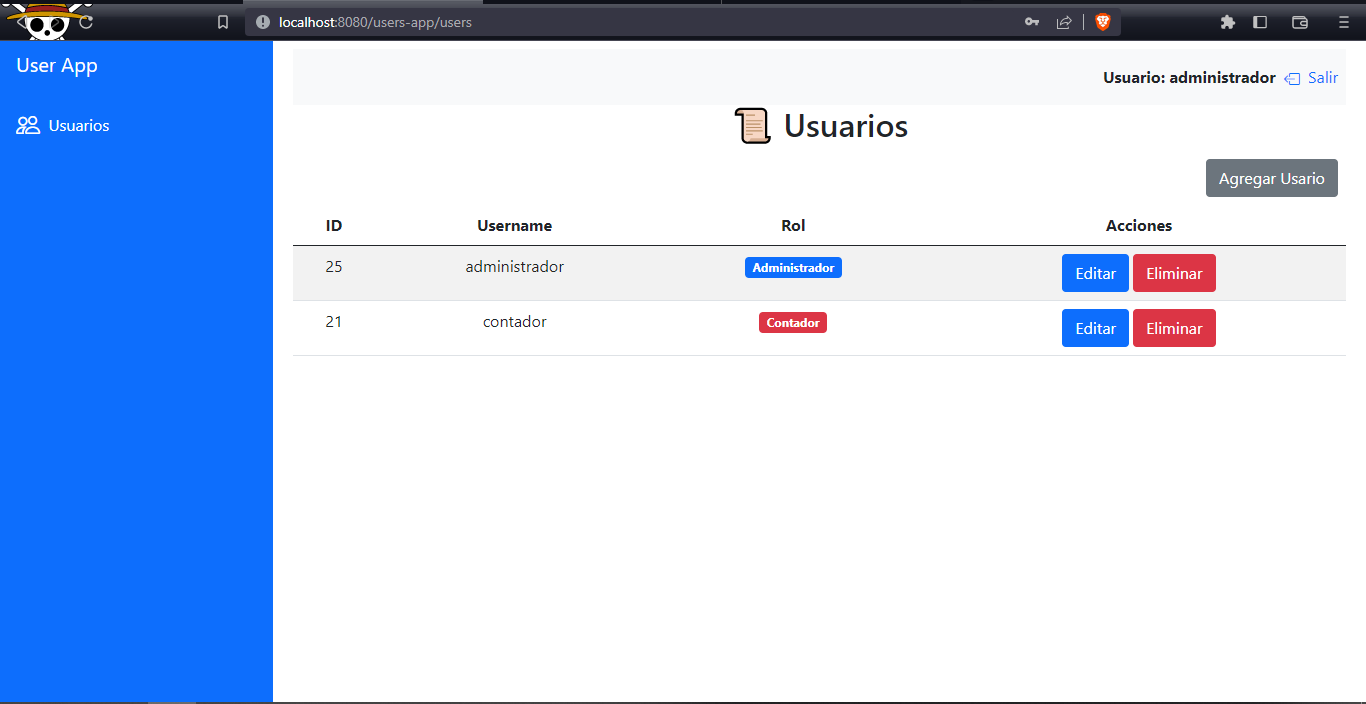 localhost:8080/users-app/users
User App
Usuario: administrador Salir
Usuarios
Usuarios
Agregar Usario
ID Username Rol Acciones
25 administrador Administrador Editar Eliminar
21 contador Contador Editar Eliminar